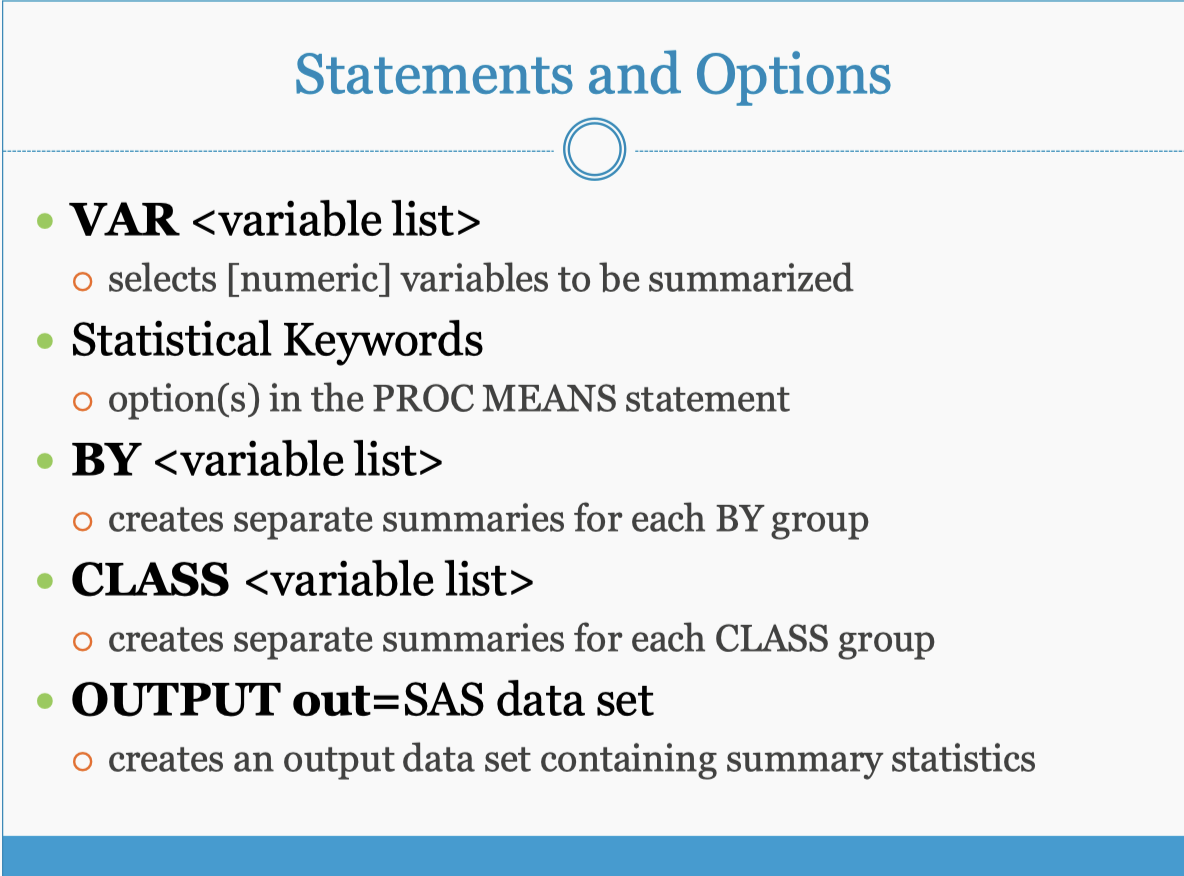 Statements and Options
• VAR <variable list>
o selects [numeric] variables to be summarized
• Statistical Keywords
o option(s) in the PROC MEANS statement
• BY <variable list>
o creates separate summaries for each BY group
• CLASS <variable list>
o creates separate summaries for each CLASS group
• OUTPUT out=SAS data set
o creates an output data set containing summary statistics